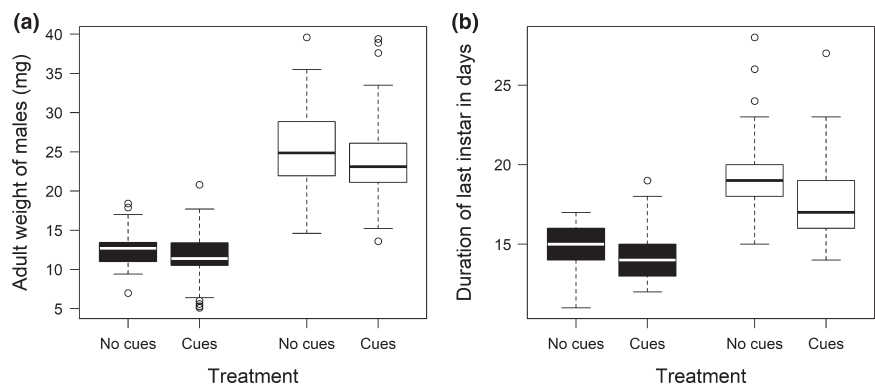 (a)
Adult weight of males (mg)
40
35
30
25
20
15
10
5
No cues Cues No cues Cues
Treatment
(b)
Duration of last instar in days
25
20
15
No cues Cues No cues Cues
Treatment